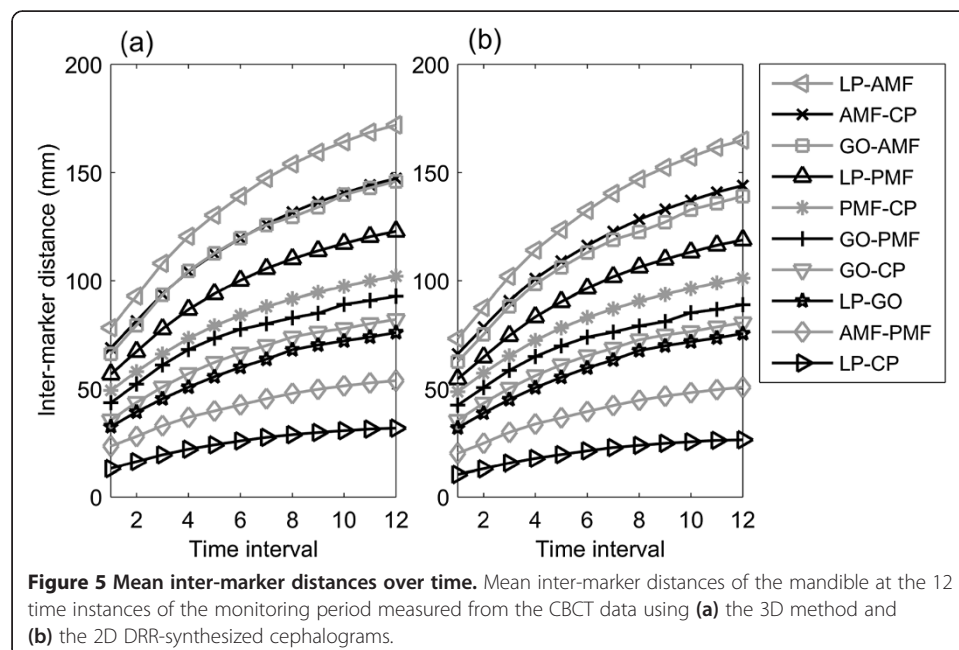 (a)
(b)
200
150
100
50
0
2
4
6
8
10
12
Time interval
Inter-marker distance (mm)
200
150
100
50
0
2
4
6
8
10
12
Time interval
LP-AMF
AMF-CP
GO-AMF
LP-PMF
PMF-CP
GO-PMF
GO-CP
LP-GO
AMF-PMF
LP-CP
Figure 5 Mean inter-marker distances over time. Mean inter-marker distances of the mandible at the 12
time instances of the monitoring period measured from the CBCT data using (a) the 3D method and
(b) the 2D DRR-synthesized cephalograms.